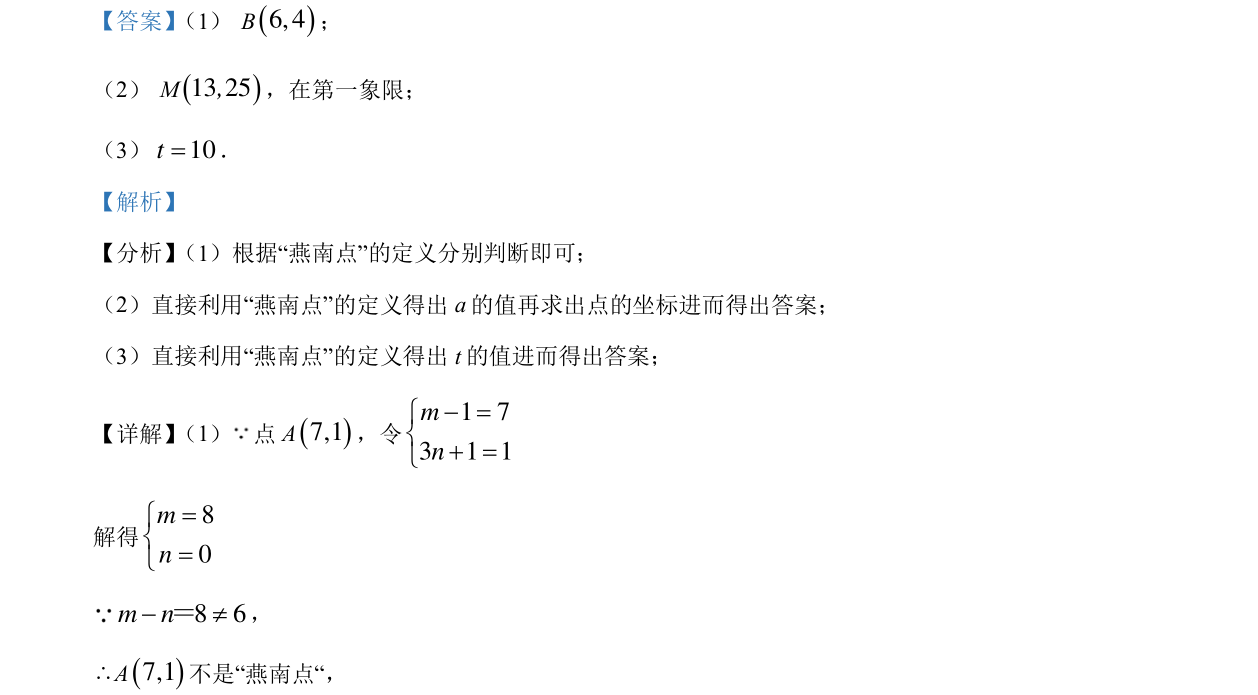 【答案】（1） B(6,4)；
（2） M(13,25)，在第一象限；
（3） t=10．
【解析】
【分析】（1）根据“燕南点”的定义分别判断即可；
（2）直接利用“燕南点”的定义得出 a 的值再求出点的坐标进而得出答案；
（3）直接利用“燕南点”的定义得出 t 的值进而得出答案；
【详解】（1）∵点 A(7,1)，令{m−1=7
3n+1=1
解得{m=8
n=0
∵m−n=8≠6，
∴A(7,1)不是“燕南点“，